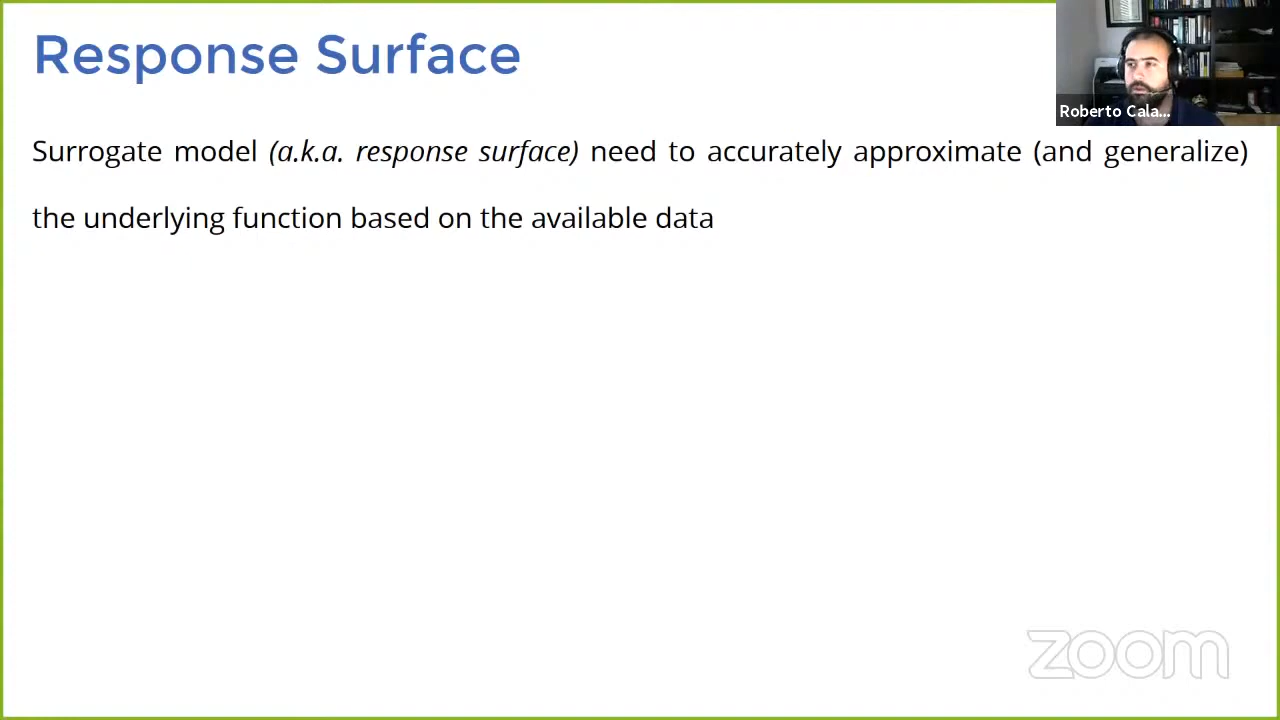 Response Surface
Roberto Cala...
Surrogate model (a.k.a. response surface) need to accurately approximate (and generalize)
the underlying function based on the available data
zoom